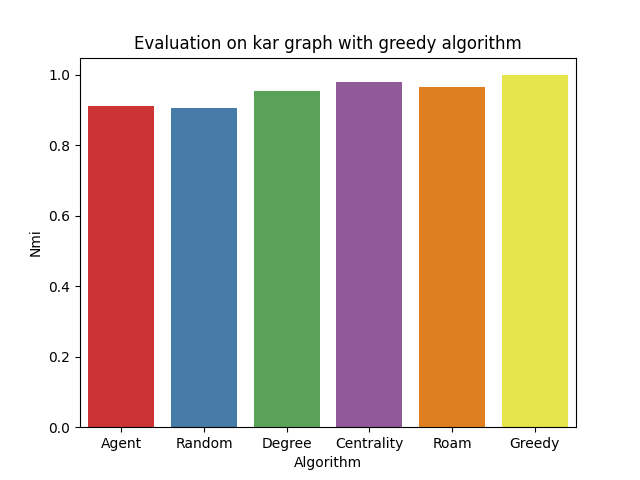 Evaluation on kar graph with greedy algorithm
1.0
0.8
0.6
0.4
0.2
0.0
Nmi
Agent Random Degree Centrality Roam Greedy
Algorithm